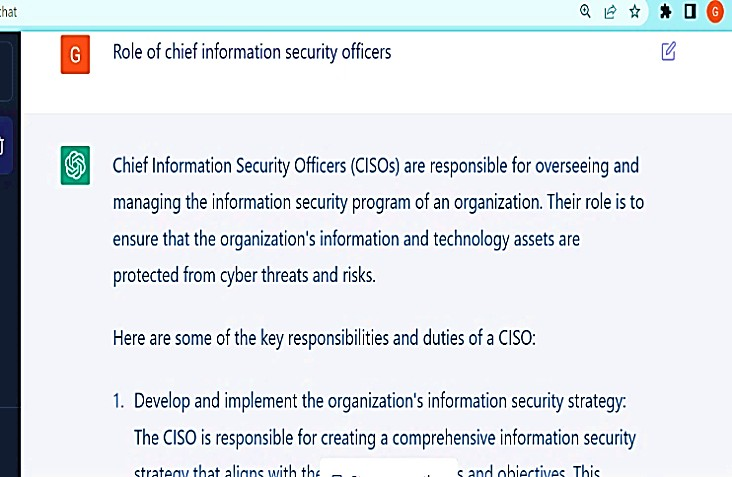 chat
G
G
Role of chief information security officers
Chief Information Security Officers (CISOs) are responsible for overseeing and
managing the information security program of an organization. Their role is to
ensure that the organization's information and technology assets are
protected from cyber threats and risks.
Here are some of the key responsibilities and duties of a CISO:
1. Develop and implement the organization's information security strategy:
The CISO is responsible for creating a comprehensive information security
strategy that aligns with the s and objectives. This